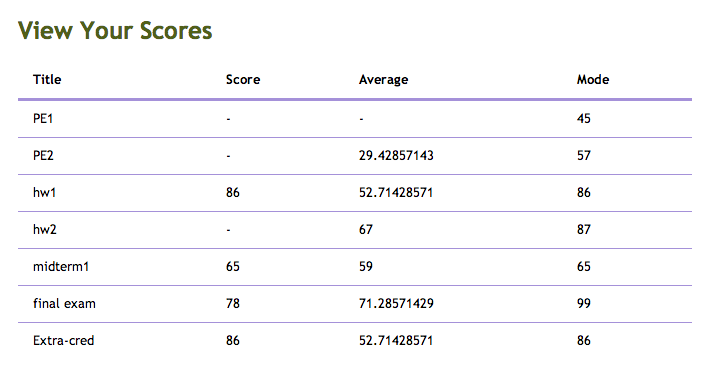 View Your Scores
Title Score Average Mode
PE1 - - 45
PE2 - 29.42857143 57
hw1 86 52.71428571 86
hw2 - 67 87
midterm1 65 59 65
final exam 78 71.28571429 99
Extra-cred 86 52.71428571 86